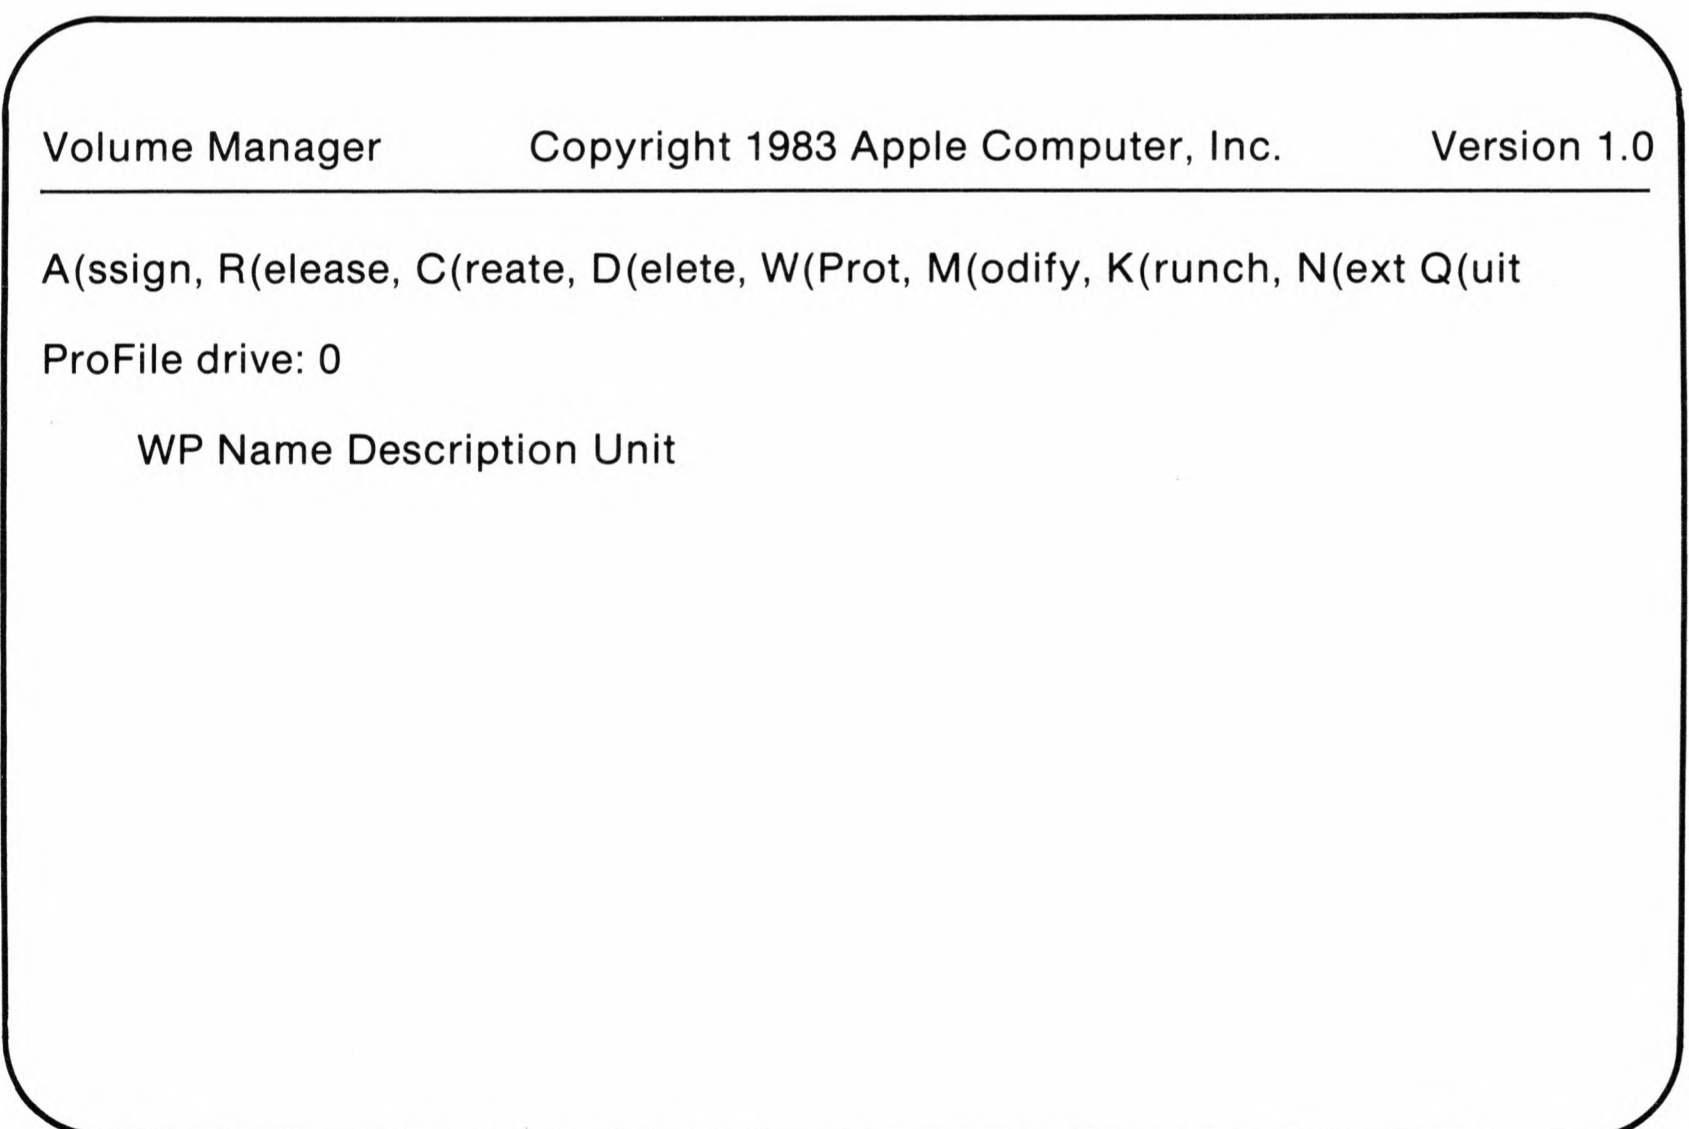 Volume Manager Copyright 1983 Apple Computer, Inc. Version 1.0
A(ssign, R(elease, C(reate, D(elete, W(Prot, M(odify, K(runch, N(ext Q(uit
ProFile drive: 0
WP Name Description Unit